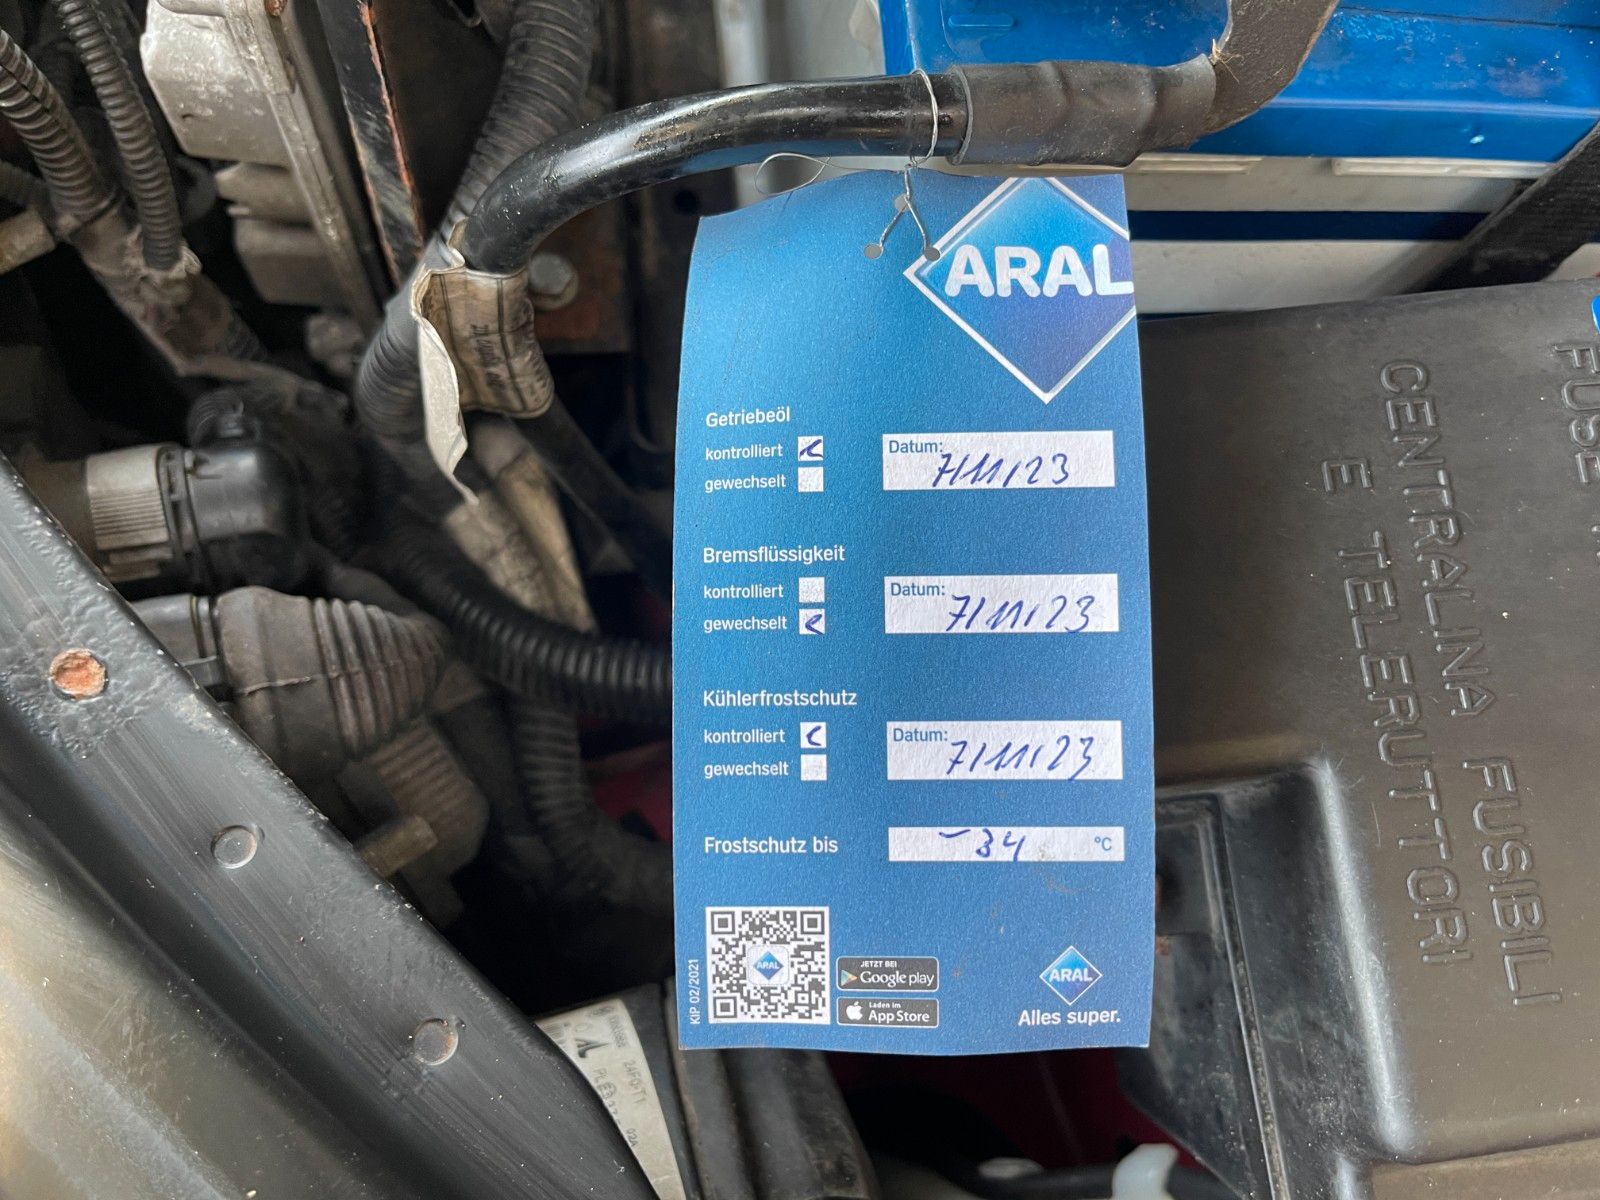 ARAL
Getriebeöl
kontrolliert
gewechselt
Datum:
7/11/23
Bremsflüssigkeit
kontrolliert
gewechselt
Datum:
7/11/23
Kühlerfrostschutz
kontrolliert
gewechselt
Datum:
7/11/23
Frostschutz bis
-34 °C
KIP 02/2021
ARAL
JETZT BEI
Google play
Laden im
App Store
ARAL
Alles super.
FUSE
CENTRALINA FUSIBILI
E TELERUTTORI